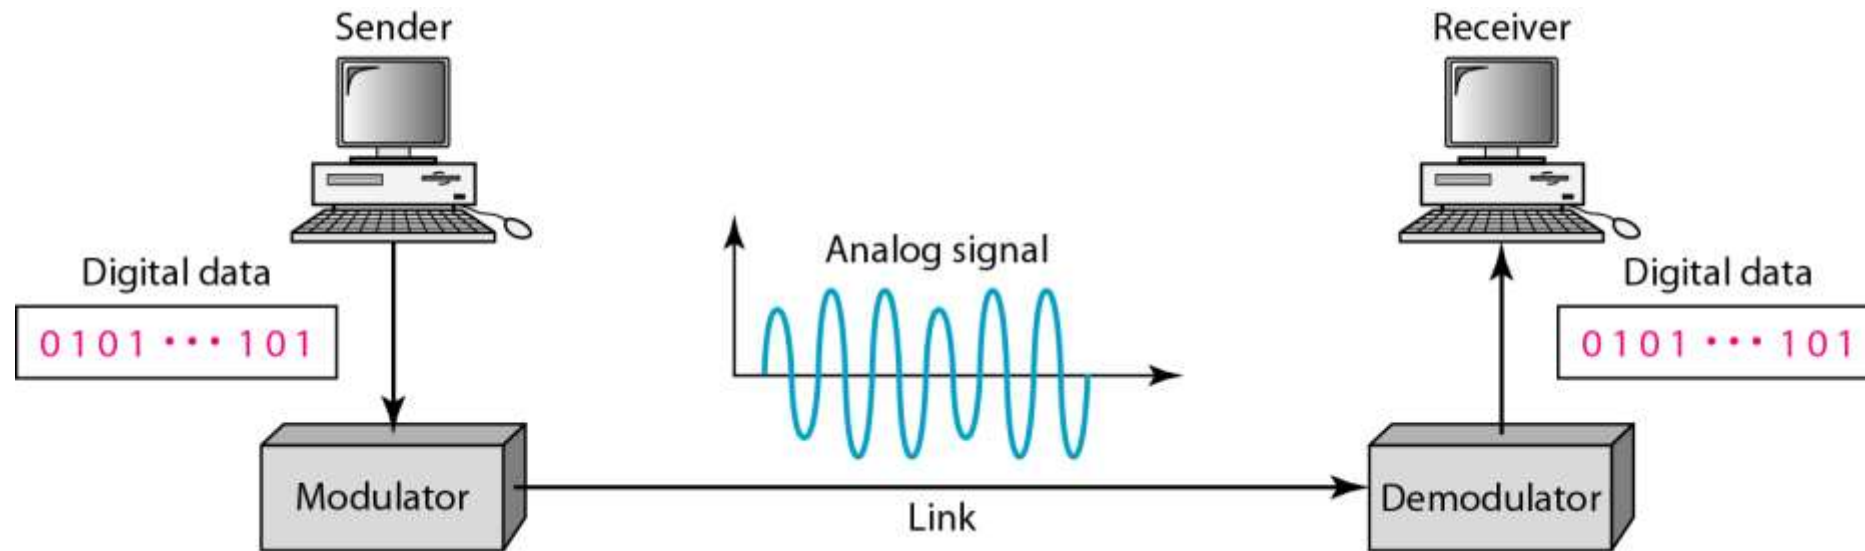 Sender
Receiver
Analog signal
Digital data
Digital data
0101 ··· 101
0101 ··· 101
Modulator
Demodulator
Link